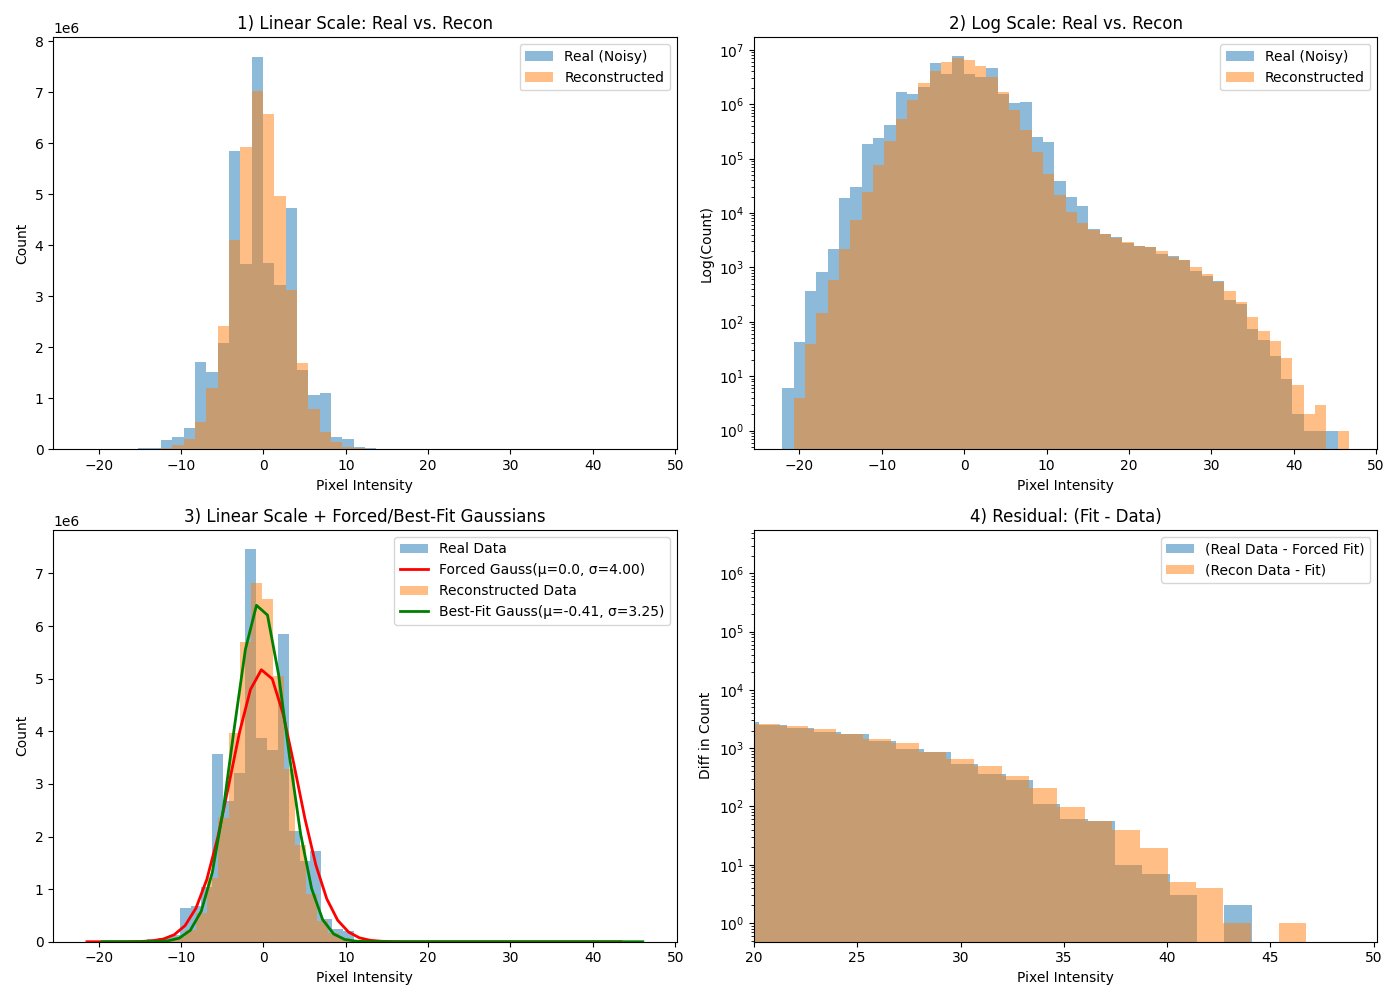 1) Linear Scale: Real vs. Recon
1e6
8
7
6
5
4
3
2
1
0
Count
Real (Noisy)
Reconstructed
−20 −10 0 10 20 30 40 50
Pixel Intensity
2) Log Scale: Real vs. Recon
10⁷
10⁶
10⁵
10⁴
10³
10²
10¹
10⁰
Log(Count)
Real (Noisy)
Reconstructed
−20 −10 0 10 20 30 40 50
Pixel Intensity
3) Linear Scale + Forced/Best-Fit Gaussians
1e6
7
6
5
4
3
2
1
0
Count
Real Data
Forced Gauss(μ=0.0, σ=4.00)
Reconstructed Data
Best-Fit Gauss(μ=-0.41, σ=3.25)
−20 −10 0 10 20 30 40 50
Pixel Intensity
4) Residual: (Fit - Data)
10⁶
10⁵
10⁴
10³
10²
10¹
10⁰
Diff in Count
(Real Data - Forced Fit)
(Recon Data - Fit)
20 25 30 35 40 45 50
Pixel Intensity